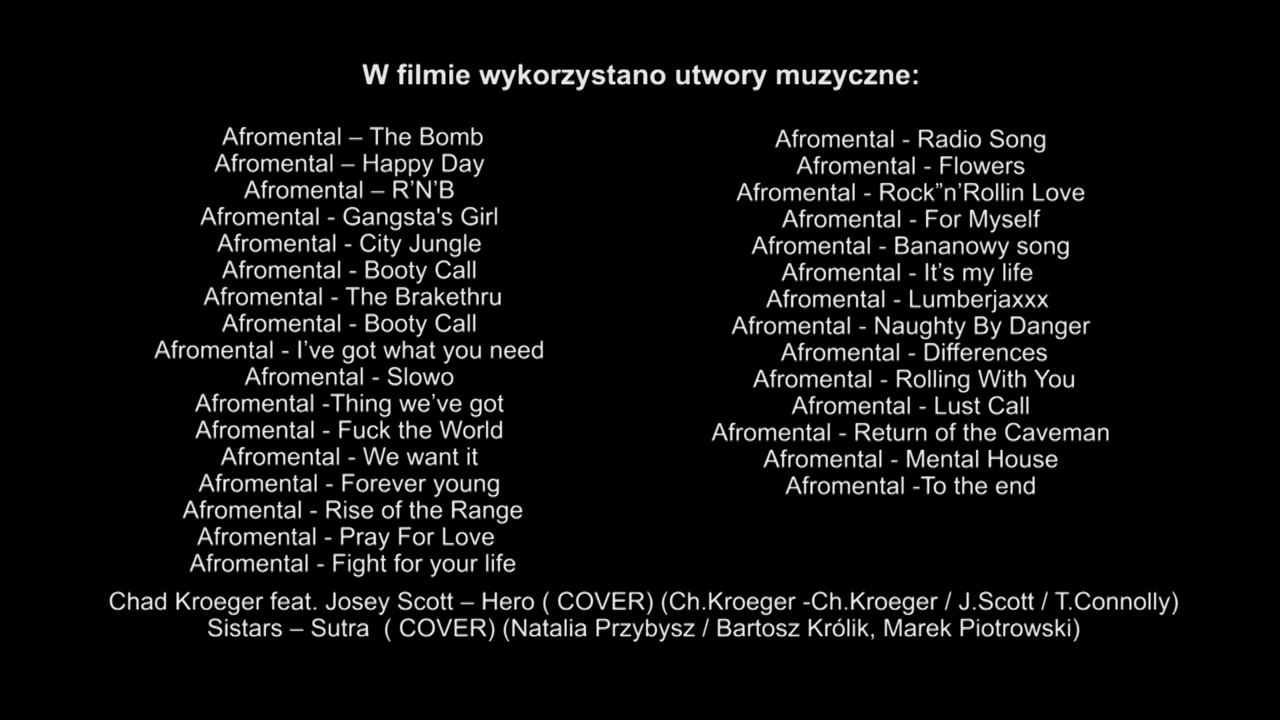 W filmie wykorzystano utwory muzyczne:
Afromental – The Bomb
Afromental – Happy Day
Afromental – R’N’B
Afromental - Gangsta's Girl
Afromental - City Jungle
Afromental - Booty Call
Afromental - The Brakethru
Afromental - Booty Call
Afromental - I’ve got what you need
Afromental - Slowo
Afromental -Thing we’ve got
Afromental - Fuck the World
Afromental - We want it
Afromental - Forever young
Afromental - Rise of the Range
Afromental - Pray For Love
Afromental - Fight for your life
Afromental - Radio Song
Afromental - Flowers
Afromental - Rock”n’Rollin Love
Afromental - For Myself
Afromental - Bananowy song
Afromental - It’s my life
Afromental - Lumberjaxxx
Afromental - Naughty By Danger
Afromental - Differences
Afromental - Rolling With You
Afromental - Lust Call
Afromental - Return of the Caveman
Afromental - Mental House
Afromental -To the end
Chad Kroeger feat. Josey Scott – Hero ( COVER) (Ch.Kroeger -Ch.Kroeger / J.Scott / T.Connolly)
Sistars – Sutra  ( COVER) (Natalia Przybysz / Bartosz Królik, Marek Piotrowski)